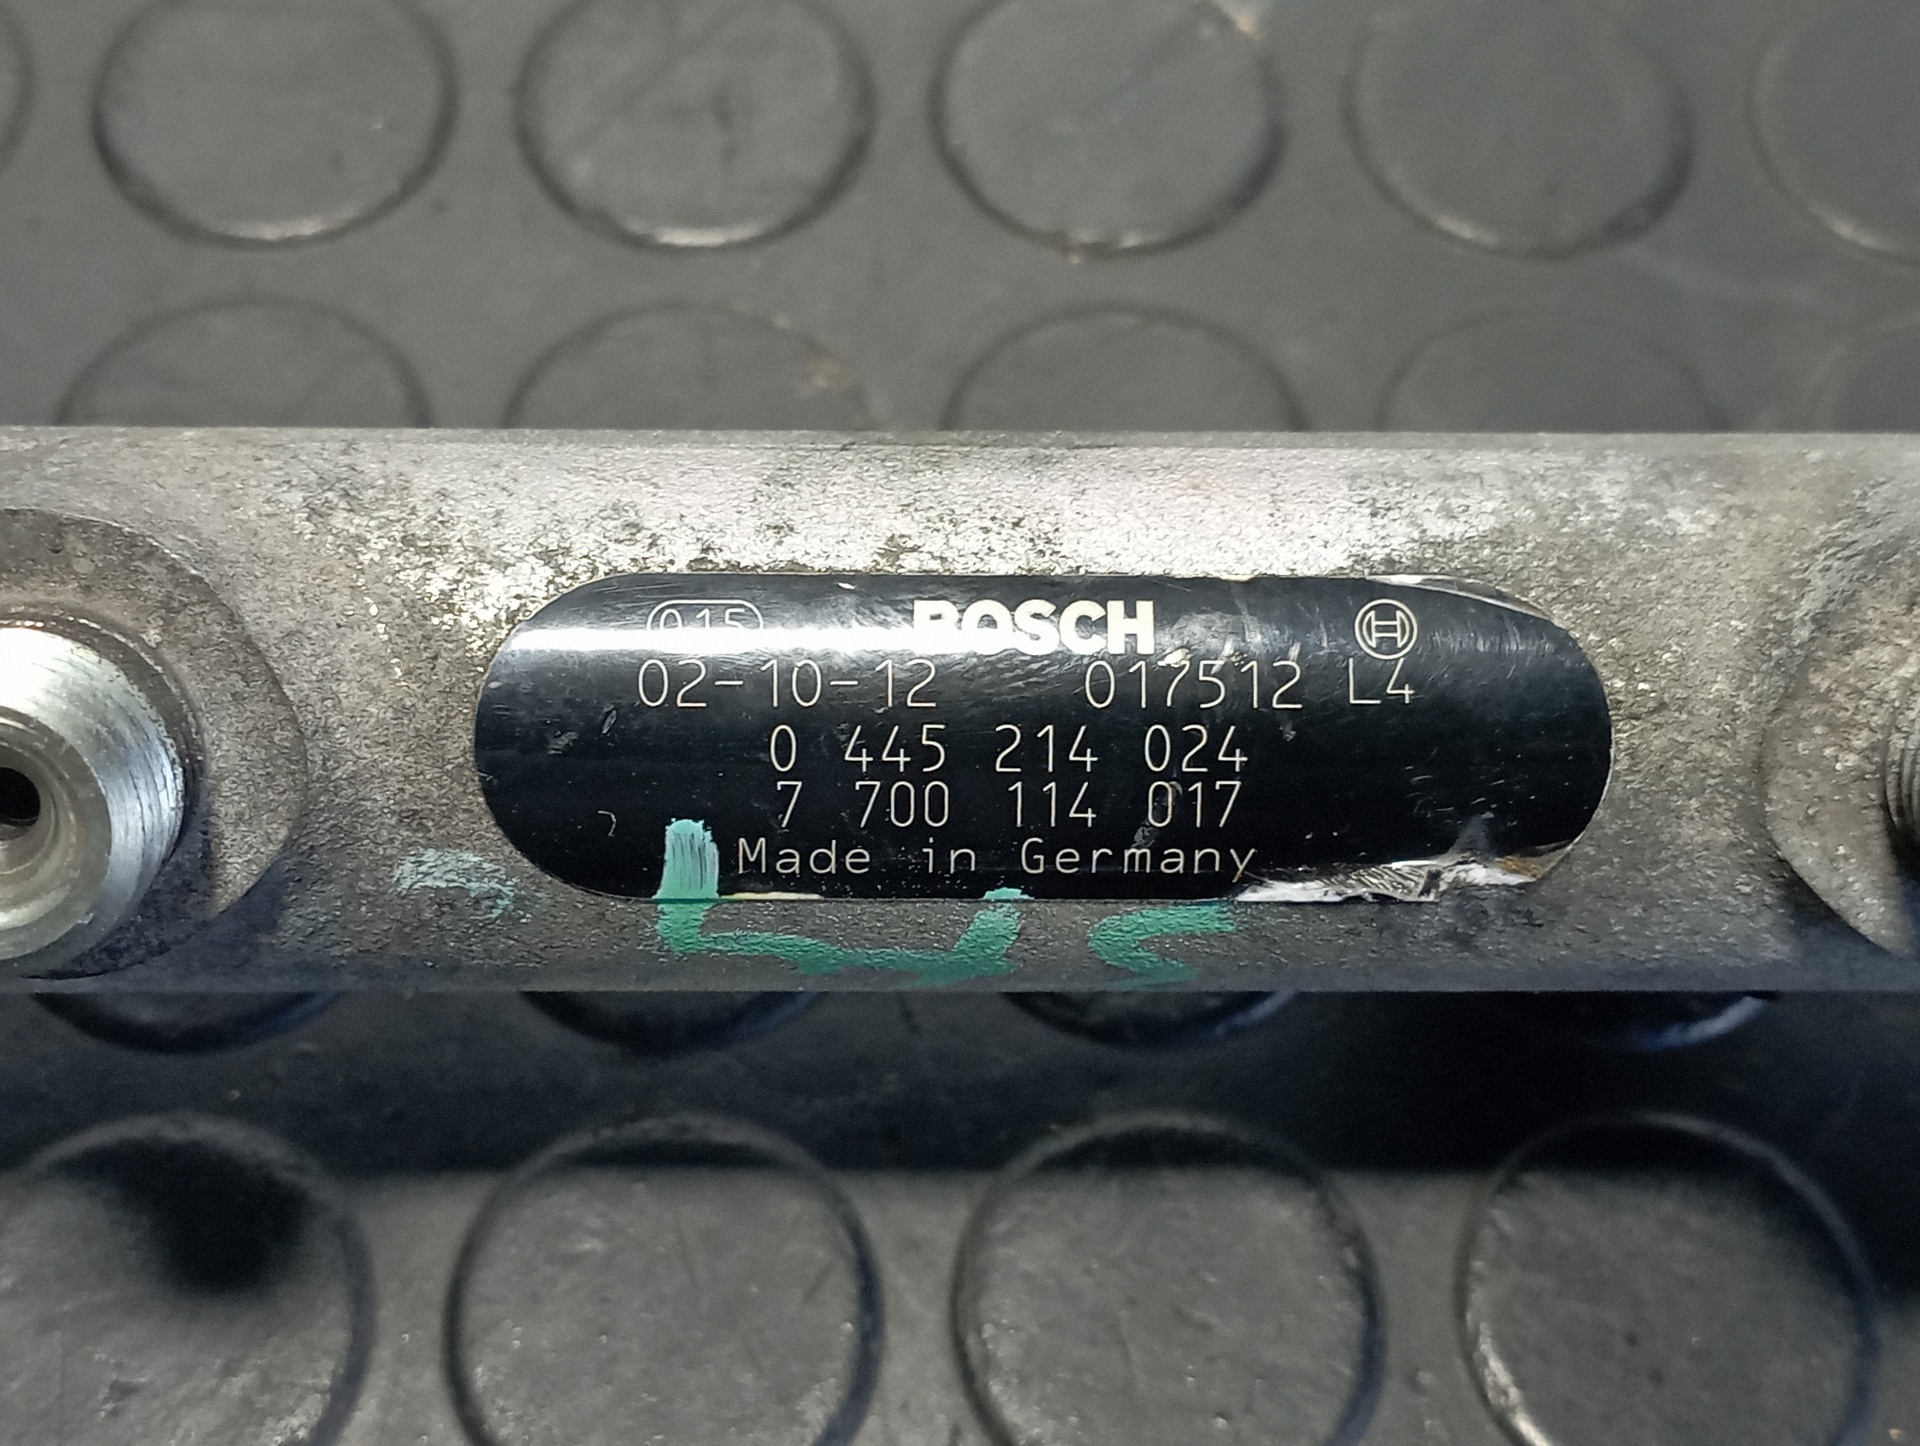 015 BOSCH
02-10-12 017512 L4
0 445 214 024
7 700 114 017
Made in Germany